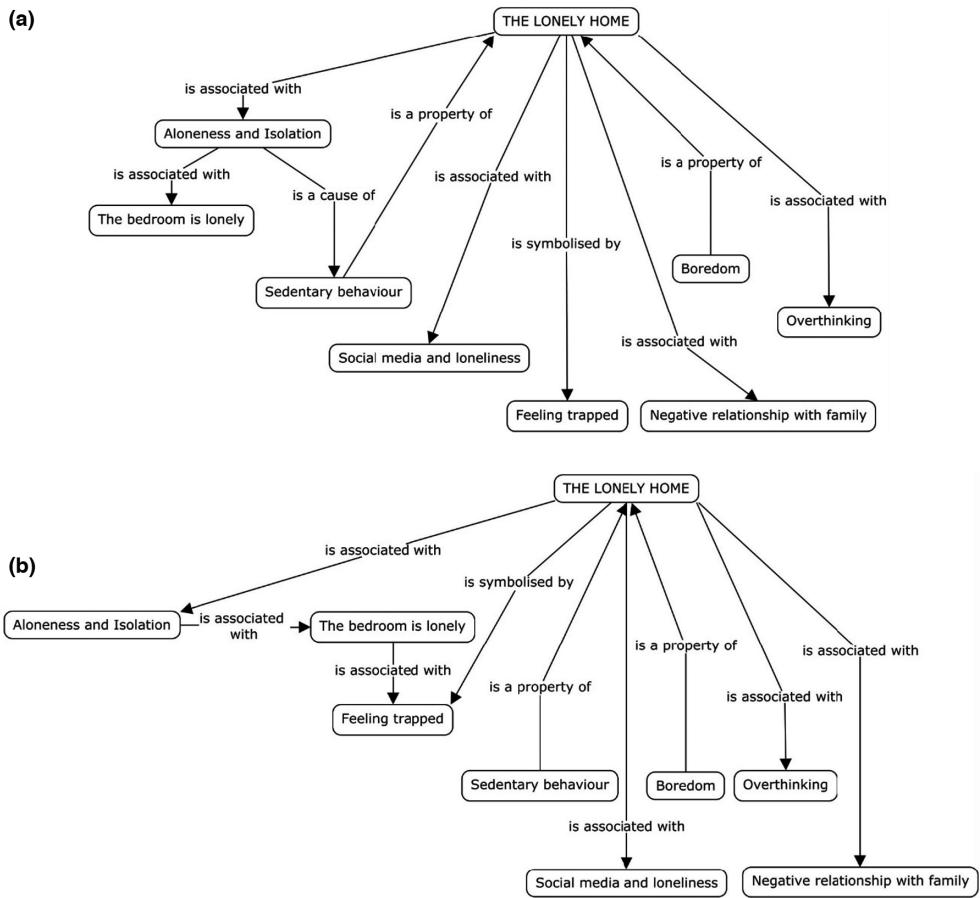 (a)
THE LONELY HOME
is associated with
is a property of
Aloneness and Isolation
is a property of
is associated with
is associated with
is a cause of
is associated with
The bedroom is lonely
is symbolised by
Boredom
Sedentary behaviour
Overthinking
is associated with
Social media and loneliness
Feeling trapped
Negative relationship with family
THE LONELY HOME
(b)
is associated with
is symbolised by
Aloneness and Isolation
is associated
with
The bedroom is lonely
is a property of
is associated with
is associated with
is a property of
is associated with
Feeling trapped
Sedentary behaviour
Boredom
Overthinking
is associated with
Social media and loneliness
Negative relationship with family